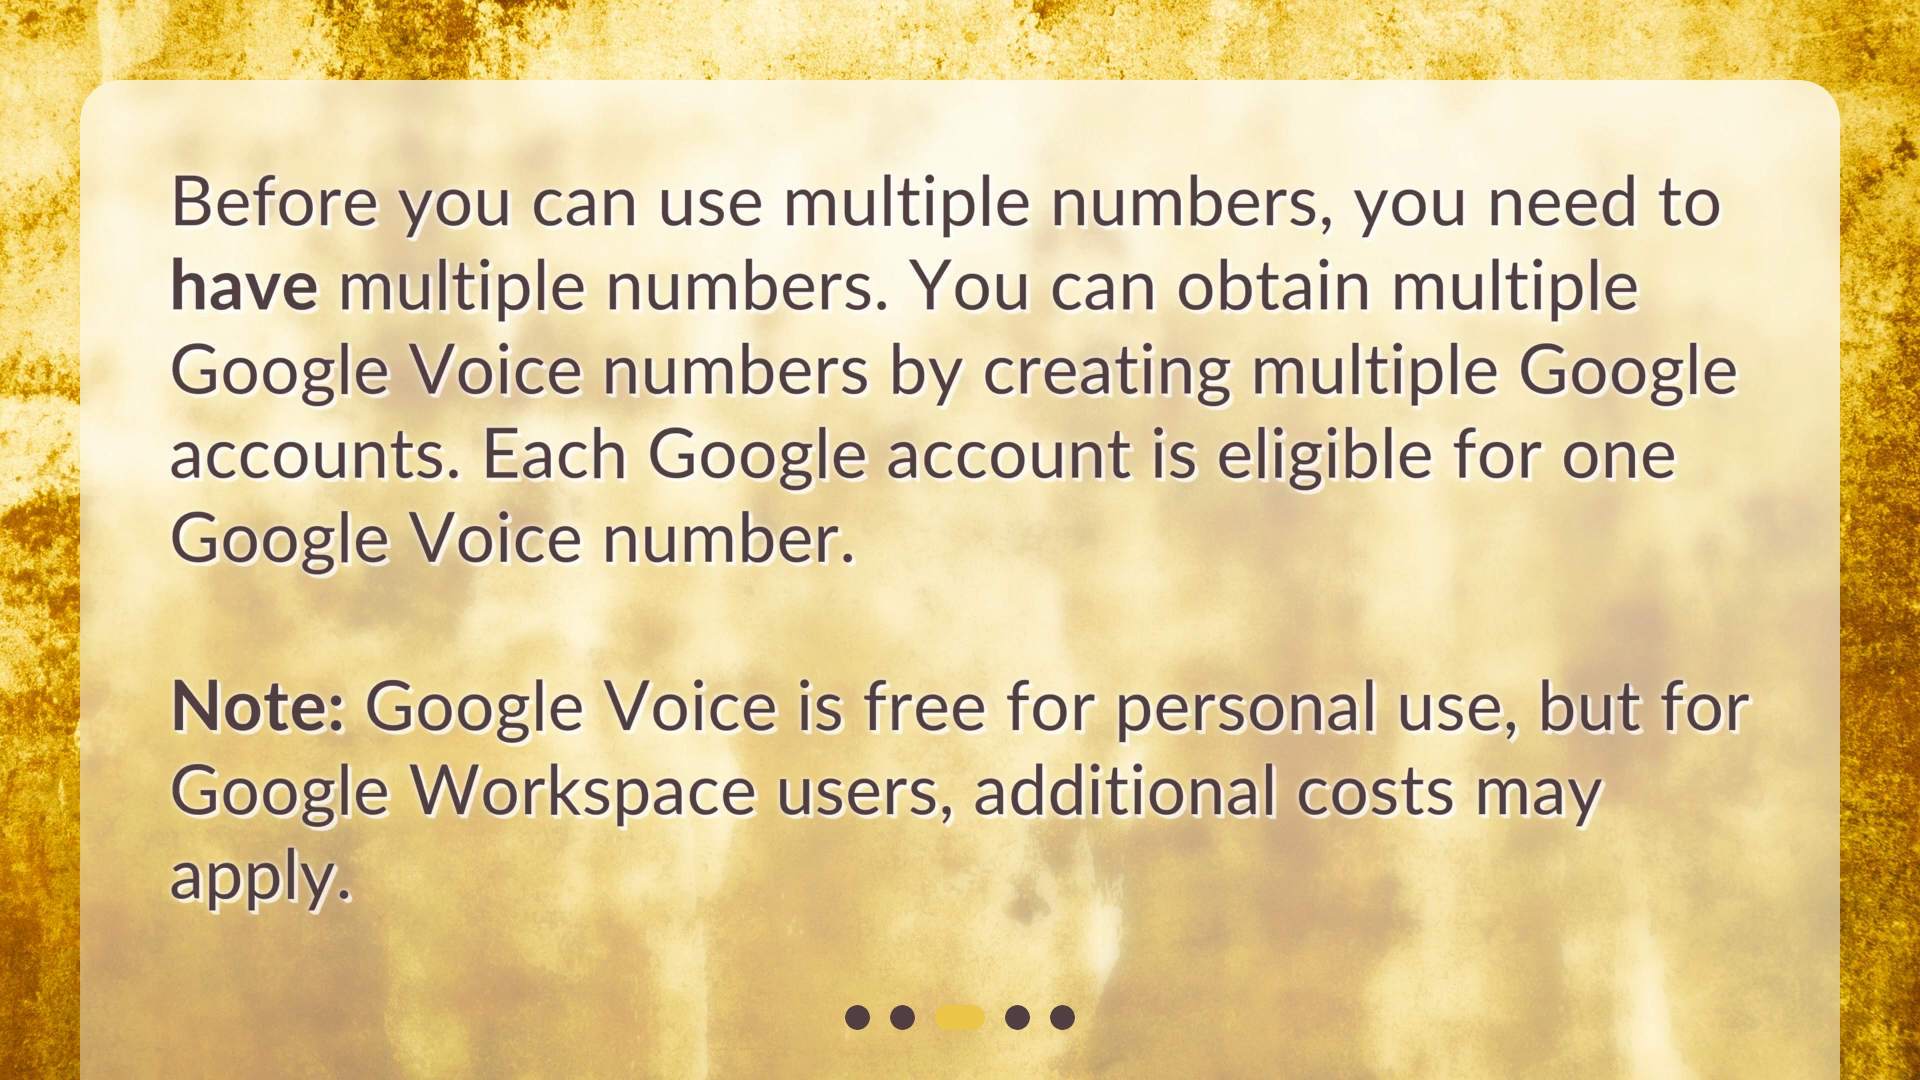 Before you can use multiple numbers, you need to
have multiple numbers. You can obtain multiple
Google Voice numbers by creating multiple Google
accounts. Each Google account is eligible for one
Google Voice number.
Note: Google Voice is free for personal use, but for
Google Workspace users, additional costs may
apply.